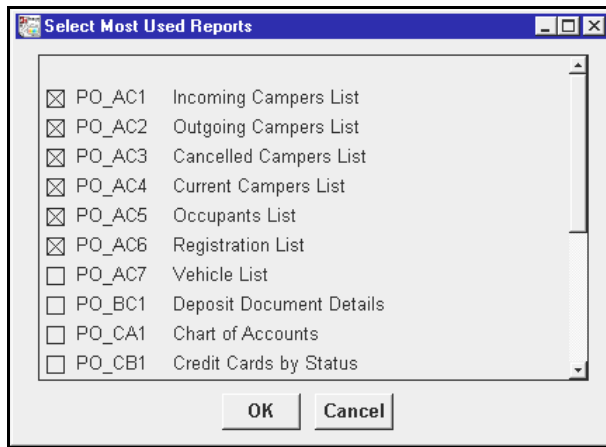 Select Most Used Reports
PO_AC1 Incoming Campers List
PO_AC2 Outgoing Campers List
PO_AC3 Cancelled Campers List
PO_AC4 Current Campers List
PO_AC5 Occupants List
PO_AC6 Registration List
PO_AC7 Vehicle List
PO_BC1 Deposit Document Details
PO_CA1 Chart of Accounts
PO_CB1 Credit Cards by Status
OK Cancel